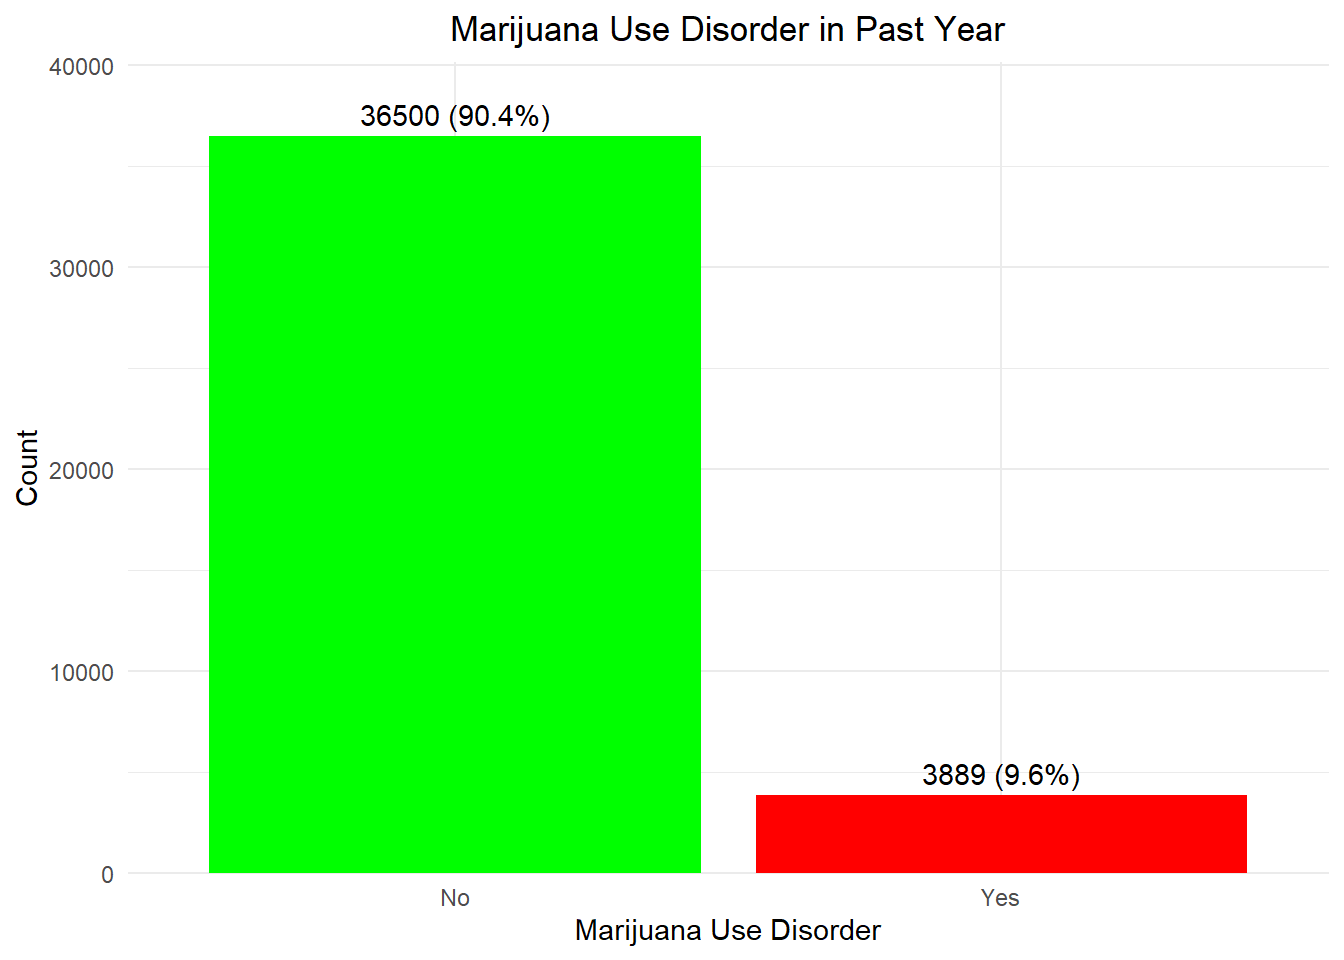 Marijuana Use Disorder in Past Year
40000
36500 (90.4%)
30000
Count
20000
10000
3889 (9.6%)
0
No
Yes
Marijuana Use Disorder